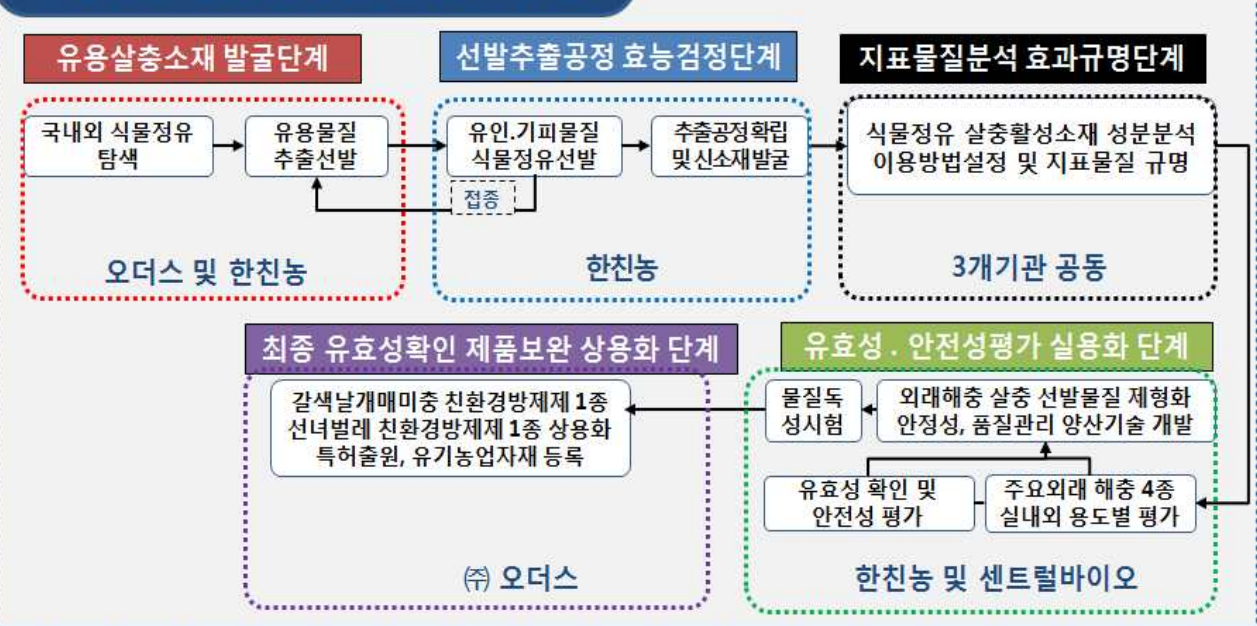 유용살충소재 발굴단계
국내외 식물정유
탐색
유용물질
추출선발
오더스 및 한친농
선발추출공정 효능검정단계
유인.기피물질
식물정유선발
추출공정확립
및신소재발굴
접종
한친농
지표물질분석 효과규명단계
식물정유 살충활성소재 성분분석
이용방법설정 및 지표물질 규명
3개기관 공동
유효성 . 안전성평가 실용화 단계
물질독
성시험
외래해충 살충 선발물질 제형화
안정성, 품질관리 양산기술 개발
유효성 확인 및
안전성 평가
주요외래 해충 4종
실내외 용도별 평가
한친농 및 센트럴바이오
최종 유효성확인 제품보완 상용화 단계
갈색날개매미충 친환경방제제 1종
선녀벌레 친환경방제제 1종 상용화
특허출원, 유기농업자재 등록
㈜ 오더스